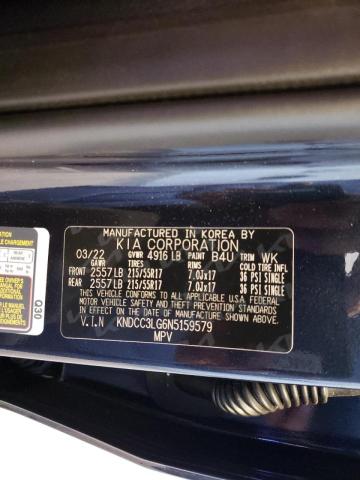 MANUFACTURED IN KOREA BY
KIA CORPORATION
03/22 GVWR 4916 LB PAINT B4U TRIM WK
GAWR TIRES RINGS COLD TIRE INFL
FRONT 2557LB 215/55R17 7.0Jx17 36 PSI SINGLE
REAR 2557LB 215/55R17 7.0Jx17 36 PSI SINGLE
THIS VEHICLE CONFORMS TO ALL APPLICABLE U.S.A. FEDERAL
MOTOR VEHICLE SAFETY, BUMPER, AND THEFT PREVENTION
STANDARDS IN EFFECT ON THE DATE OF MANUFACTURE
SHOWN ABOVE.
V.I.N KNDCC3LG6N5159579
MPV
CHARGEMENT
Q30